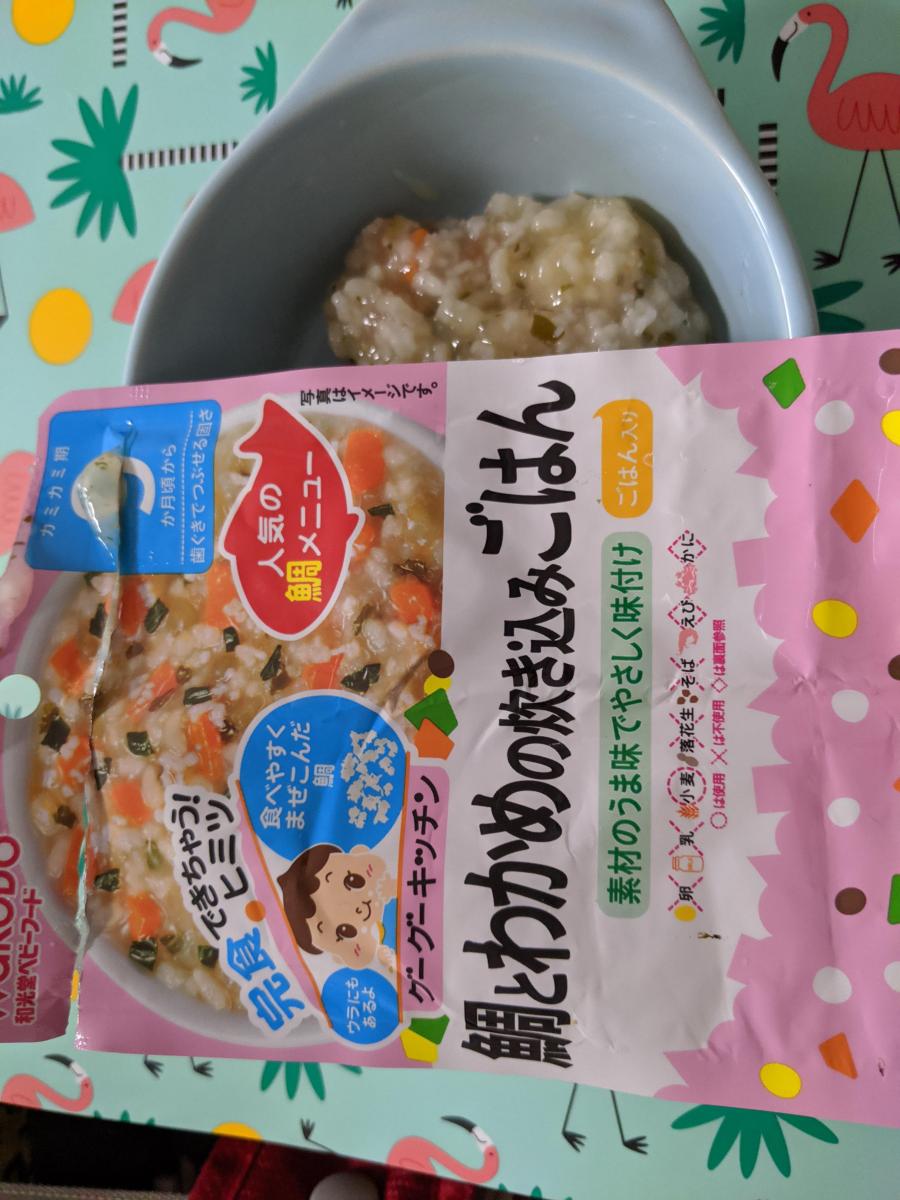 WAKODO
和光堂ベビーフード
カミカミ期
か月頃から
歯ぐきでつぶせる固さ
人気の
鯛メニュー
写真はイメージです。
完食できちゃう!
ヒミツ
食べやすく
まぜこんだ
鯛
ウラにも
あるよ
グーグーキッチン
鯛とわかめの炊き込みごはん
ごはん入り
素材のうま味でやさしく味付け
卵 乳 小麦 落花生 そば えび かに
◌は使用 ×は不使用 ◇は裏面参照